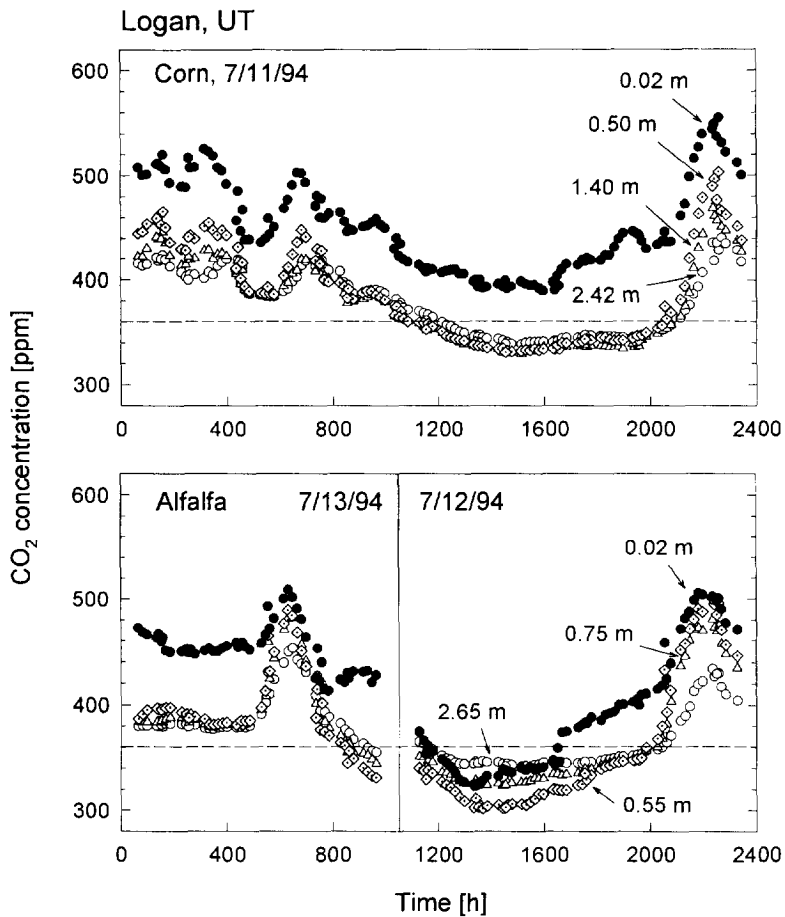 Logan, UT
Corn, 7/11/94
0.02 m
0.50 m
1.40 m
2.42 m
600
500
400
300
0 400 800 1200 1600 2000 2400
CO₂ concentration [ppm]
Alfalfa 7/13/94 7/12/94
0.02 m
0.75 m
2.65 m
0.55 m
600
500
400
300
0 400 800 1200 1600 2000 2400
Time [h]